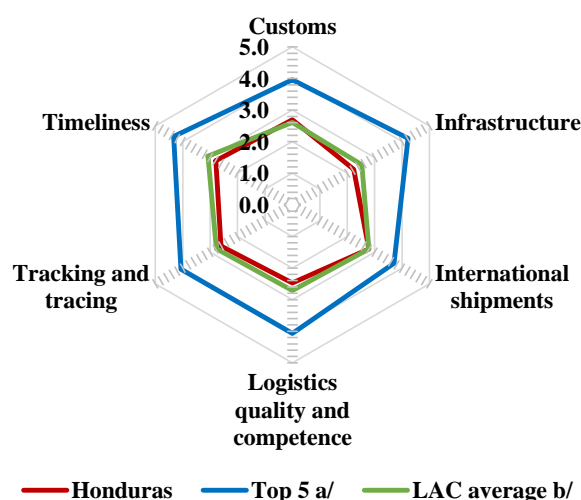 Customs
5.0
4.0
3.0
2.0
1.0
0.0
Timeliness
Infrastructure
Tracking and
tracing
International
shipments
Logistics
quality and
competence
Honduras
Top 5 a/
LAC average b/